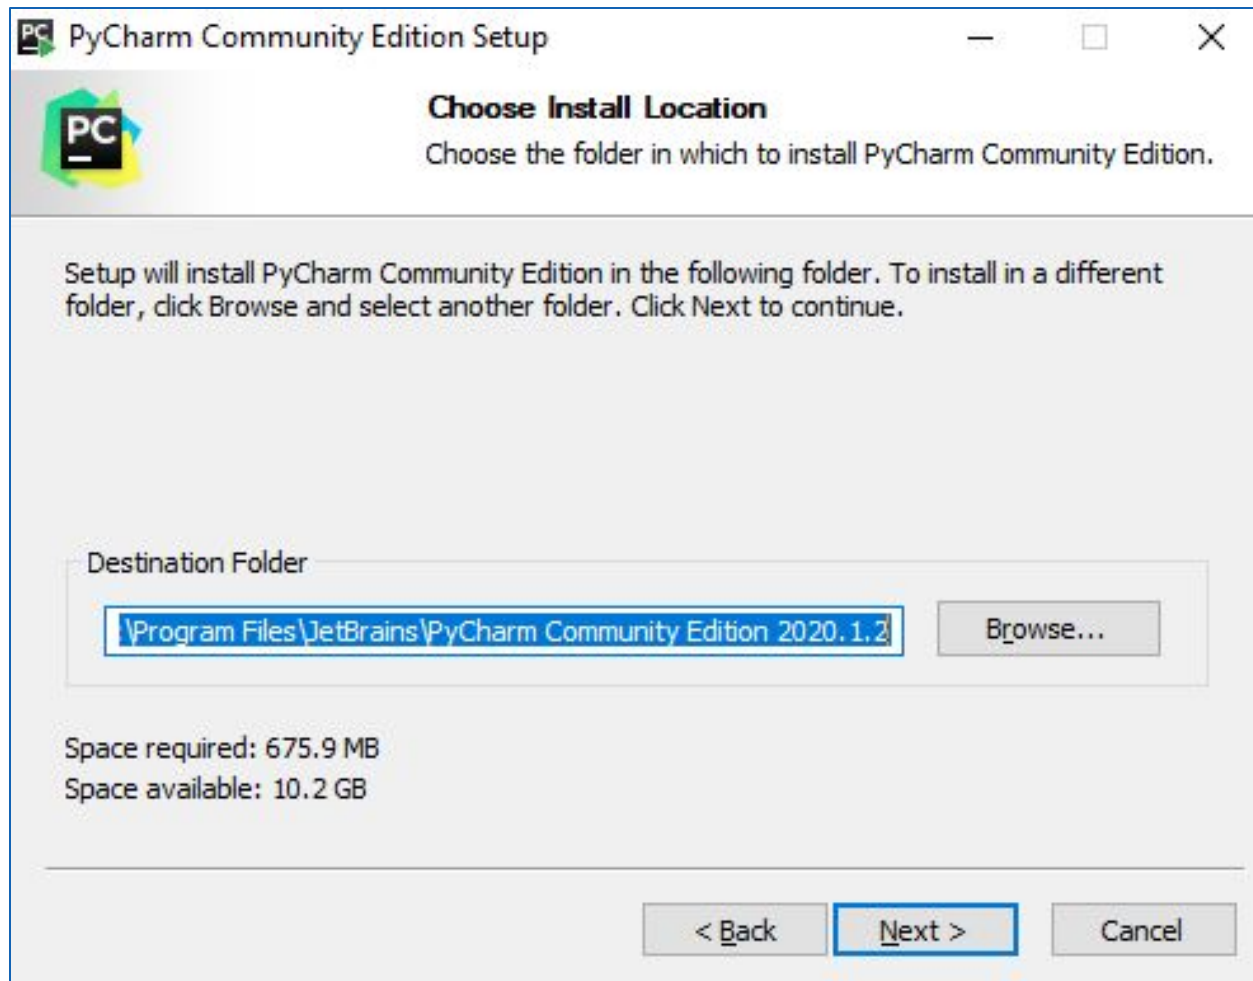 PC PyCharm Community Edition Setup
PC
Choose Install Location
Choose the folder in which to install PyCharm Community Edition.
Setup will install PyCharm Community Edition in the following folder. To install in a different
folder, click Browse and select another folder. Click Next to continue.
Destination Folder
:\Program Files\JetBrains\PyCharm Community Edition 2020.1.2 Browse...
Space required: 675.9 MB
Space available: 10.2 GB
< Back Next > Cancel